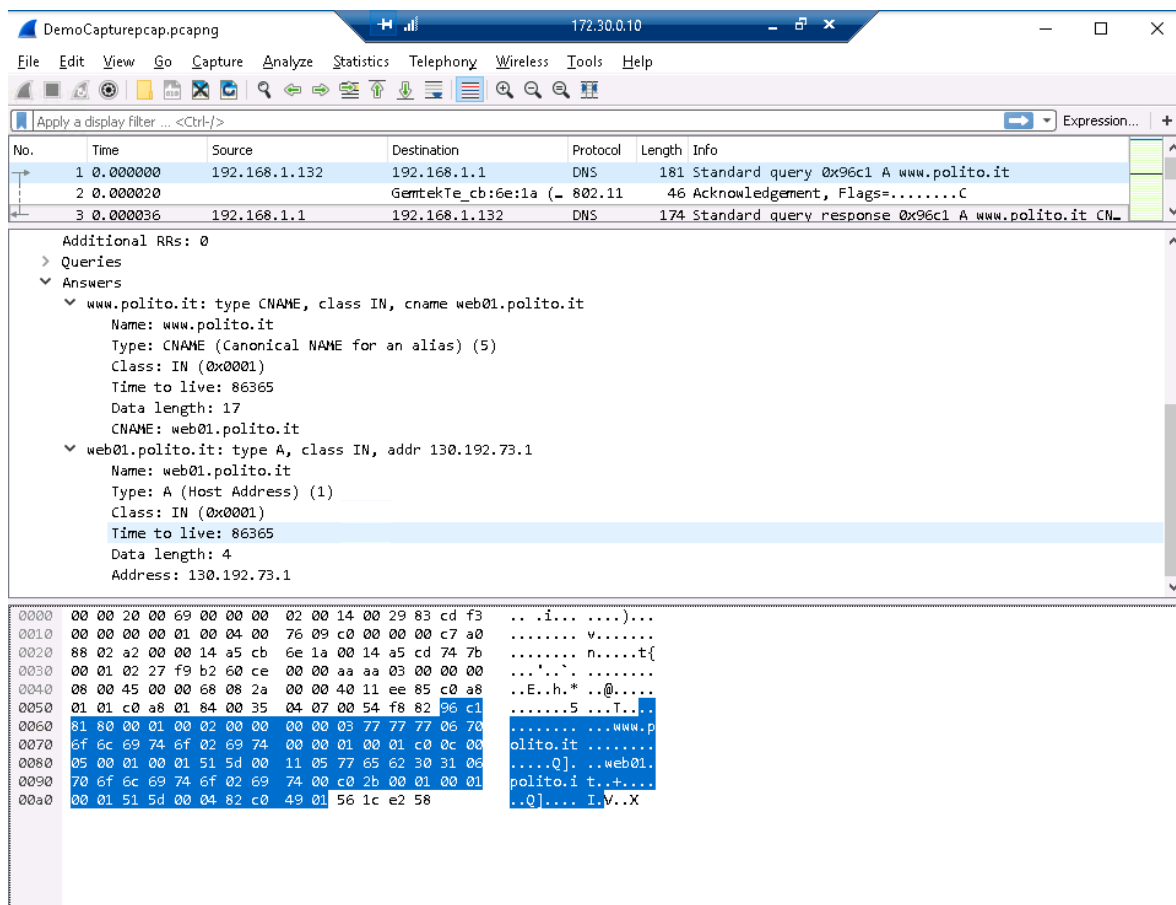 DemoCapturepcap.pcapng 172.30.0.10
File Edit View Go Capture Analyze Statistics Telephony Wireless Tools Help
Apply a display filter ... <Ctrl-/> Expression... +
No. Time Source Destination Protocol Length Info
1 0.000000 192.168.1.132 192.168.1.1 DNS 181 Standard query 0x96c1 A www.polito.it
2 0.000020 GemtekTe_cb:6e:1a (… 802.11 46 Acknowledgement, Flags=........C
3 0.000036 192.168.1.1 192.168.1.132 DNS 174 Standard query response 0x96c1 A www.polito.it CN…
Additional RRs: 0
> Queries
Answers
www.polito.it: type CNAME, class IN, cname web01.polito.it
Name: www.polito.it
Type: CNAME (Canonical NAME for an alias) (5)
Class: IN (0x0001)
Time to live: 86365
Data length: 17
CNAME: web01.polito.it
web01.polito.it: type A, class IN, addr 130.192.73.1
Name: web01.polito.it
Type: A (Host Address) (1)
Class: IN (0x0001)
Time to live: 86365
Data length: 4
Address: 130.192.73.1
0000 00 00 20 00 69 00 00 00 02 00 14 00 29 83 cd f3 .. .i... ....)...
0010 00 00 00 00 01 00 04 00 76 09 c0 00 00 00 c7 a0 ........ v.......
0020 88 02 a2 00 00 14 a5 cb 6e 1a 00 14 a5 cd 74 7b ........ n.....t{
0030 00 01 02 27 f9 b2 60 ce 00 00 aa aa 03 00 00 00 ...'..`. ........
0040 08 00 45 00 00 68 08 2a 00 00 40 11 ee 85 c0 a8 ..E..h.* ..@.....
0050 01 01 c0 a8 01 84 00 35 04 07 00 54 f8 82 96 c1 .......5 ...T....
0060 81 80 00 01 00 02 00 00 00 00 03 77 77 77 06 70 ........ ...www.p
0070 6f 6c 69 74 6f 02 69 74 00 00 01 00 01 c0 0c 00 olito.it ........
0080 05 00 01 00 01 51 5d 00 11 05 77 65 62 30 31 06 .....Q]. ..web01.
0090 70 6f 6c 69 74 6f 02 69 74 00 c0 2b 00 01 00 01 polito.i t..+....
00a0 00 01 51 5d 00 04 82 c0 49 01 56 1c e2 58 ..Q].... I.V..X